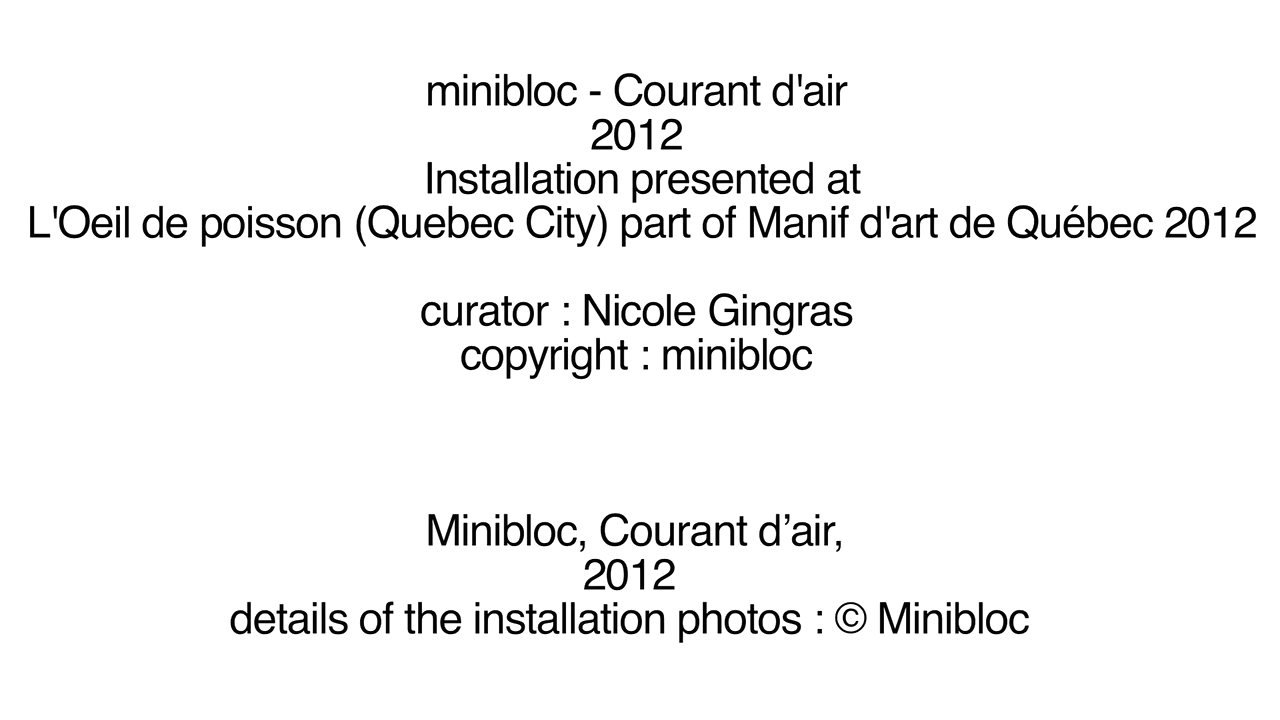 minibloc - Courant d'air
2012
Installation presented at
L'Oeil de poisson (Quebec City) part of Manif d'art de Québec 2012
curator : Nicole Gingras
copyright : minibloc
Minibloc, Courant d’air,
2012
details of the installation photos : © Minibloc